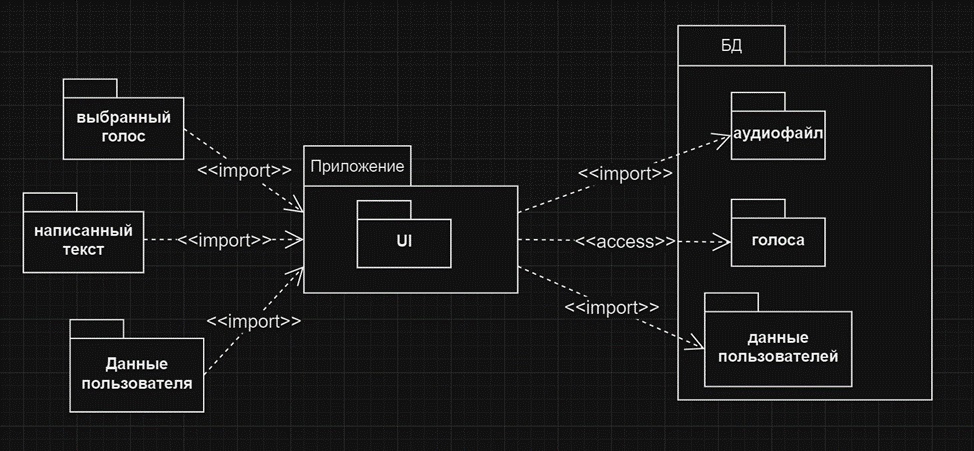 БД
выбранный
голос
аудиофайл
<<import>>
Приложение
<<import>>
написанный
текст
<<import>>
UI
<<access>>
голоса
<<import>>
<<import>>
данные
пользователей
Данные
пользователя